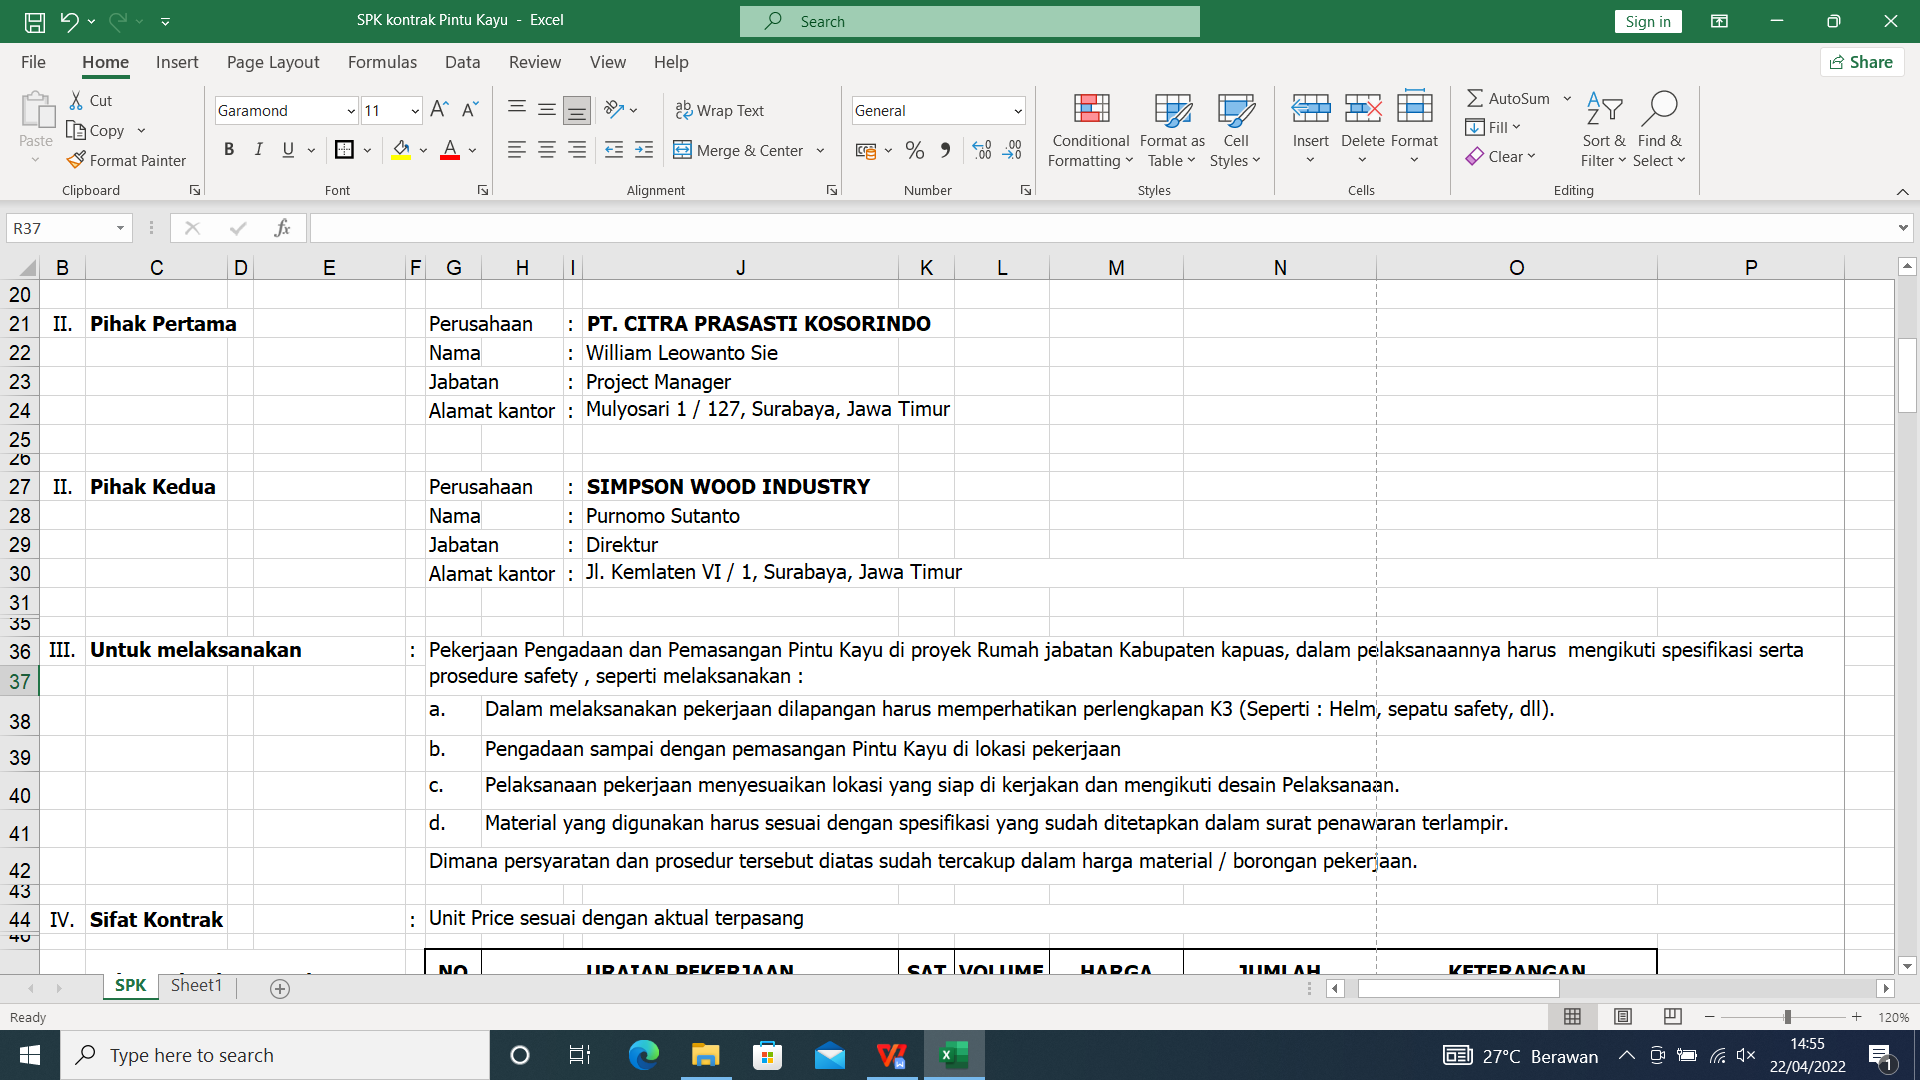 SPK kontrak Pintu Kayu - Excel
Search
Sign in
File Home Insert Page Layout Formulas Data Review View Help
Share
Paste
Cut
Copy
Format Painter
Clipboard
Garamond 11
B I U
Font
Wrap Text
Merge & Center
Alignment
General
Number
Conditional Formatting
Format as Table
Cell Styles
Styles
Insert
Delete
Format
Cells
AutoSum
Fill
Clear
Sort & Filter
Find & Select
Editing
R37
fx
B C D E F G H I J K L M N O P
20
21 II. Pihak Pertama Perusahaan : PT. CITRA PRASASTI KOSORINDO
22 Nama : William Leowanto Sie
23 Jabatan : Project Manager
24 Alamat kantor : Mulyosari 1 / 127, Surabaya, Jawa Timur
25
26
27 II. Pihak Kedua Perusahaan : SIMPSON WOOD INDUSTRY
28 Nama : Purnomo Sutanto
29 Jabatan : Direktur
30 Alamat kantor : Jl. Kemlaten VI / 1, Surabaya, Jawa Timur
31
35
36 III. Untuk melaksanakan : Pekerjaan Pengadaan dan Pemasangan Pintu Kayu di proyek Rumah jabatan Kabupaten kapuas, dalam pelaksanaannya harus mengikuti spesifikasi serta
37 prosedure safety , seperti melaksanakan :
38 a. Dalam melaksanakan pekerjaan dilapangan harus memperhatikan perlengkapan K3 (Seperti : Helm, sepatu safety, dll).
39 b. Pengadaan sampai dengan pemasangan Pintu Kayu di lokasi pekerjaan
40 c. Pelaksanaan pekerjaan menyesuaikan lokasi yang siap di kerjakan dan mengikuti desain Pelaksanaan.
41 d. Material yang digunakan harus sesuai dengan spesifikasi yang sudah ditetapkan dalam surat penawaran terlampir.
42 Dimana persyaratan dan prosedur tersebut diatas sudah tercakup dalam harga material / borongan pekerjaan.
43
44 IV. Sifat Kontrak : Unit Price sesuai dengan aktual terpasang
NO URAIAN PEKERJAAN SAT VOLUME HARGA JUMLAH KETERANGAN
SPK Sheet1
Ready
120%
Type here to search
27°C Berawan
14:55
22/04/2022
1